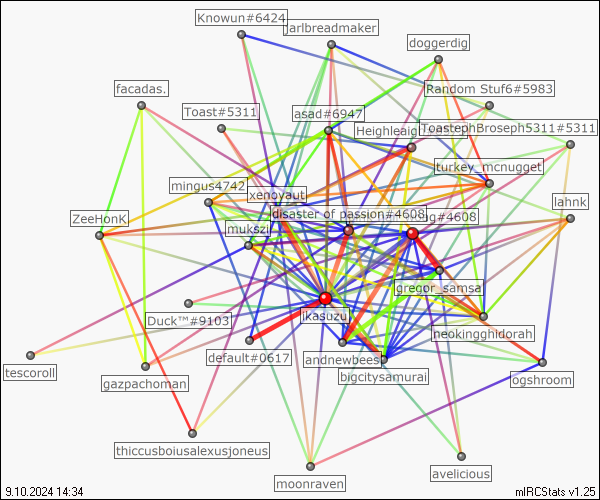 Knowun#6424
jarlbreadmaker
doggerdig
facadas.
Random Stuf6#5983
Toast#5311
asad#6947
ToastephBroseph5311#5311
turkey_mcnugget
mingus4742
xenoyaut
lahnk
disaster of passion#4608
ug#4608
ZeeHonK
mukszi
gregor_samsa
jkasuzu
Duck™#9103
neokingghidorah
tescoroll
default#0617
andnewbees
bigcitysamurai
gazpachoman
ogshroom
thiccusboiusalexusjoneus
avelicious
moonraven
9.10.2024 14:34
mIRCStats v1.25